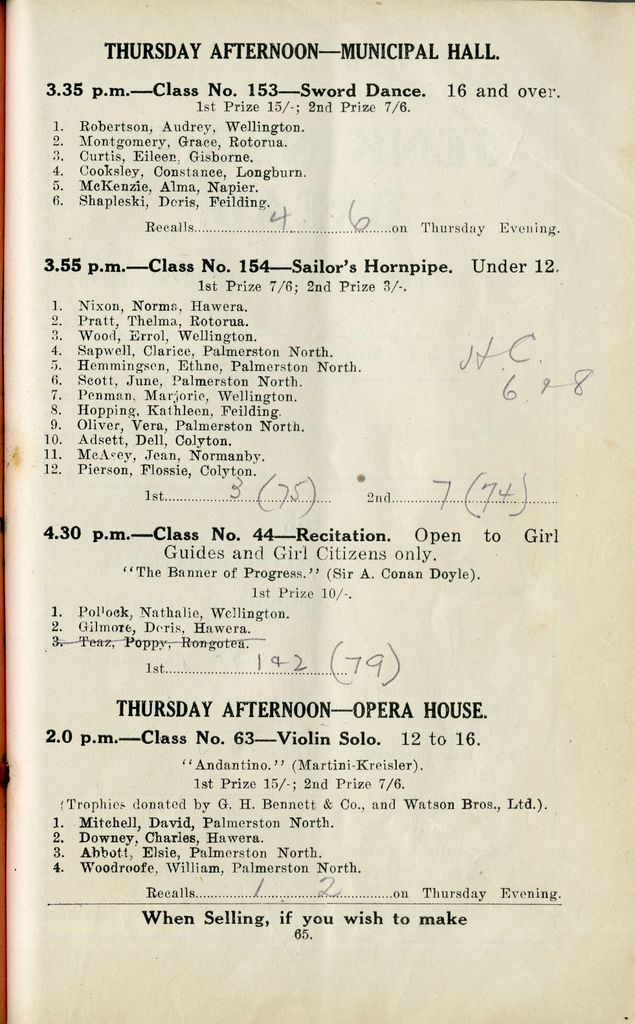 THURSDAY AFTERNOON—MUNICIPAL HALL.
3.35 p.m.—Class No. 153—Sword Dance. 16 and over.
1st Prize 15/-; 2nd Prize 7/6.
1. Robertson, Audrey, Wellington.
2. Montgomery, Grace, Rotorua.
3. Curtis, Eileen, Gisborne.
4. Cooksley, Constance, Longburn.
5. McKenzie, Alma, Napier.
6. Shapleski, Doris, Feilding.
Recalls......4......6......on Thursday Evening.
3.55 p.m.—Class No. 154—Sailor's Hornpipe. Under 12.
1st Prize 7/6; 2nd Prize 3/-.
1. Nixon, Norma, Hawera.
2. Pratt, Thelma, Rotorua.
3. Wood, Errol, Wellington.
4. Sapwell, Clarice, Palmerston North.
5. Hemmingsen, Ethne, Palmerston North.
6. Scott, June, Palmerston North.
7. Penman, Marjorie, Wellington.
8. Hopping, Kathleen, Feilding.
9. Oliver, Vera, Palmerston North.
10. Adsett, Dell, Colyton.
11. McAvey, Jean, Normanby.
12. Pierson, Flossie, Colyton.
H.C.
6 + 8
1st......3 (75)...... 2nd......7 (74)......
4.30 p.m.—Class No. 44—Recitation. Open to Girl
Guides and Girl Citizens only.
"The Banner of Progress." (Sir A. Conan Doyle).
1st Prize 10/-.
1. Pollock, Nathalie, Wellington.
2. Gilmore, Doris, Hawera.
3. Teaz, Poppy, Rongotea.
1st......1 + 2 (79)
THURSDAY AFTERNOON—OPERA HOUSE.
2.0 p.m.—Class No. 63—Violin Solo. 12 to 16.
"Andantino." (Martini-Kreisler).
1st Prize 15/-; 2nd Prize 7/6.
(Trophies donated by G. H. Bennett & Co., and Watson Bros., Ltd.).
1. Mitchell, David, Palmerston North.
2. Downey, Charles, Hawera.
3. Abbott, Elsie, Palmerston North.
4. Woodroofe, William, Palmerston North.
Recalls......1......2......on Thursday Evening.
When Selling, if you wish to make
65.